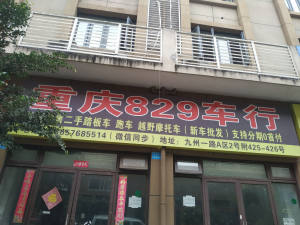 重庆829车行
二手踏板车 跑车 越野摩托车（新车批发）支持分期0首付
857685514（微信同步）地址：九州一路A区2号附425-426号